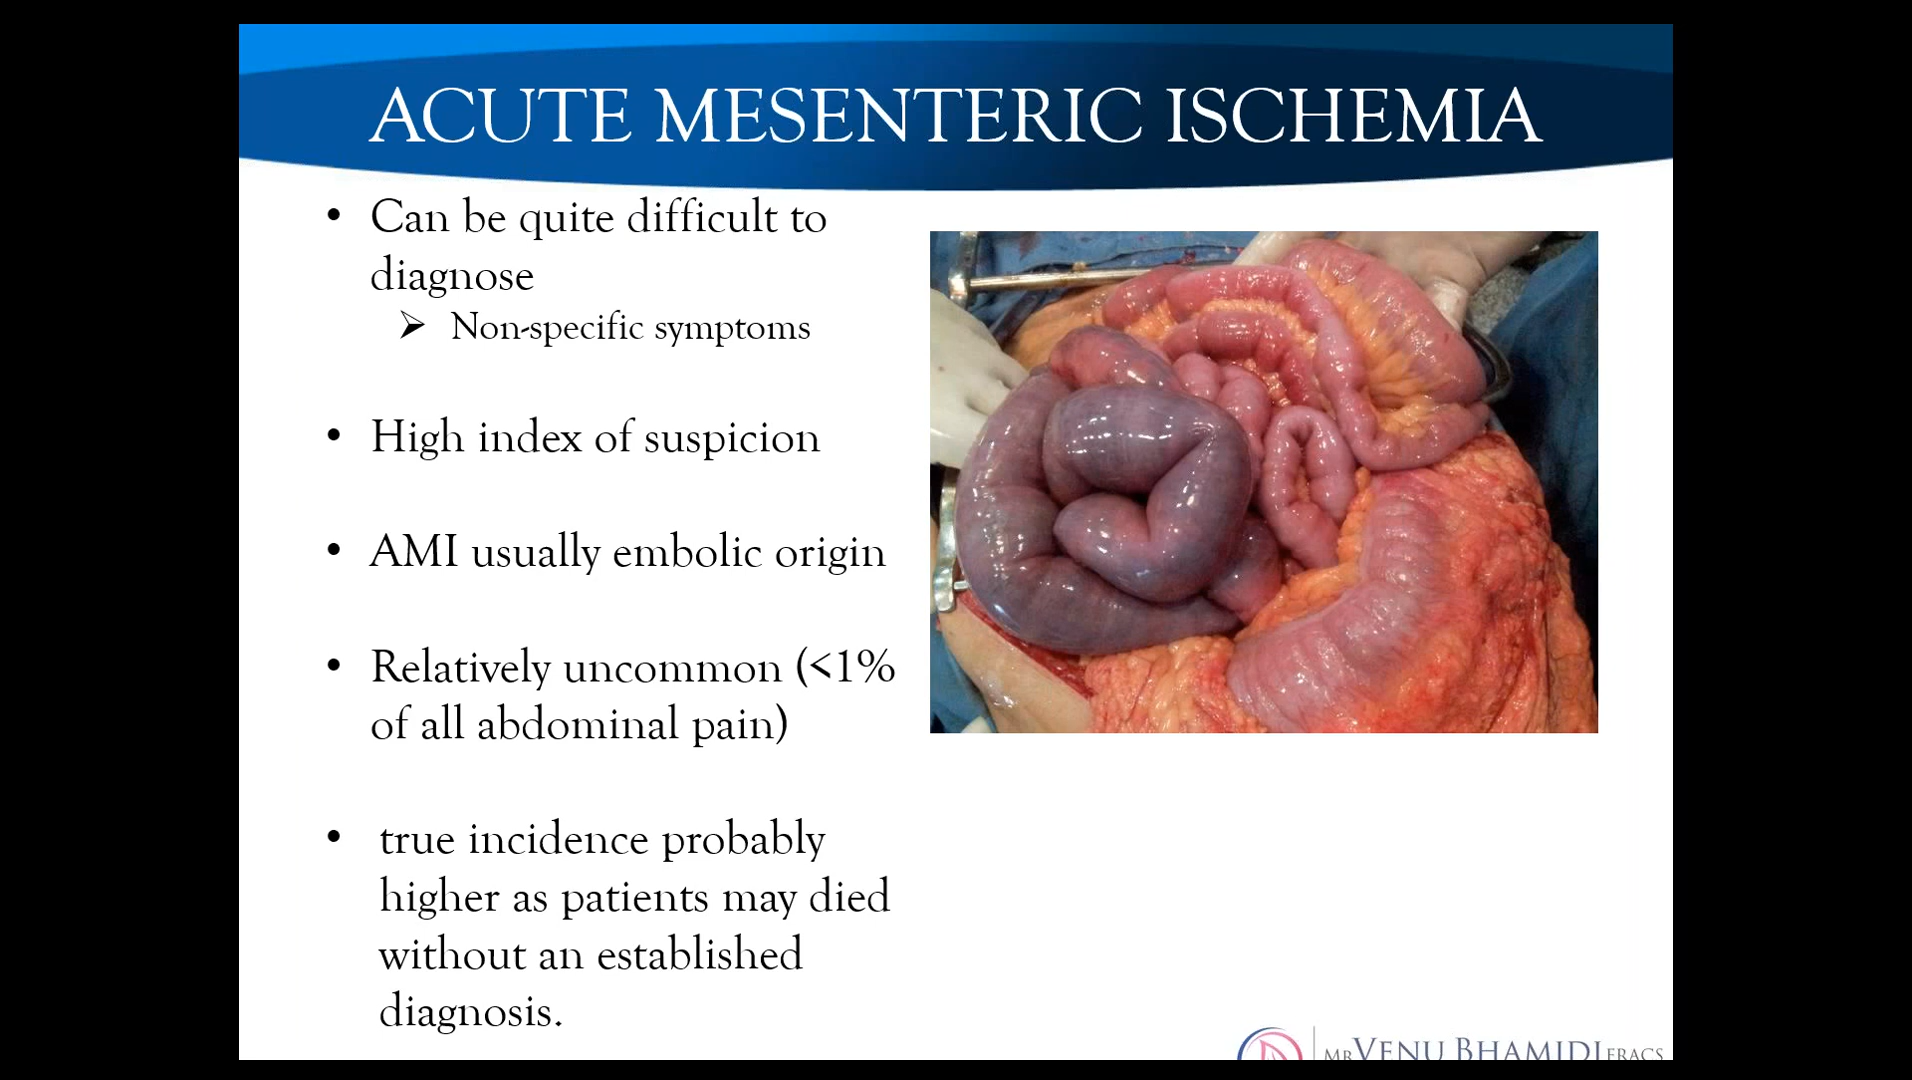 ACUTE MESENTERIC ISCHEMIA
• Can be quite difficult to
diagnose
➢ Non-specific symptoms
• High index of suspicion
• AMI usually embolic origin
• Relatively uncommon (<1%
of all abdominal pain)
• true incidence probably
higher as patients may died
without an established
diagnosis.
MR VENU BHAMIDI FRACS